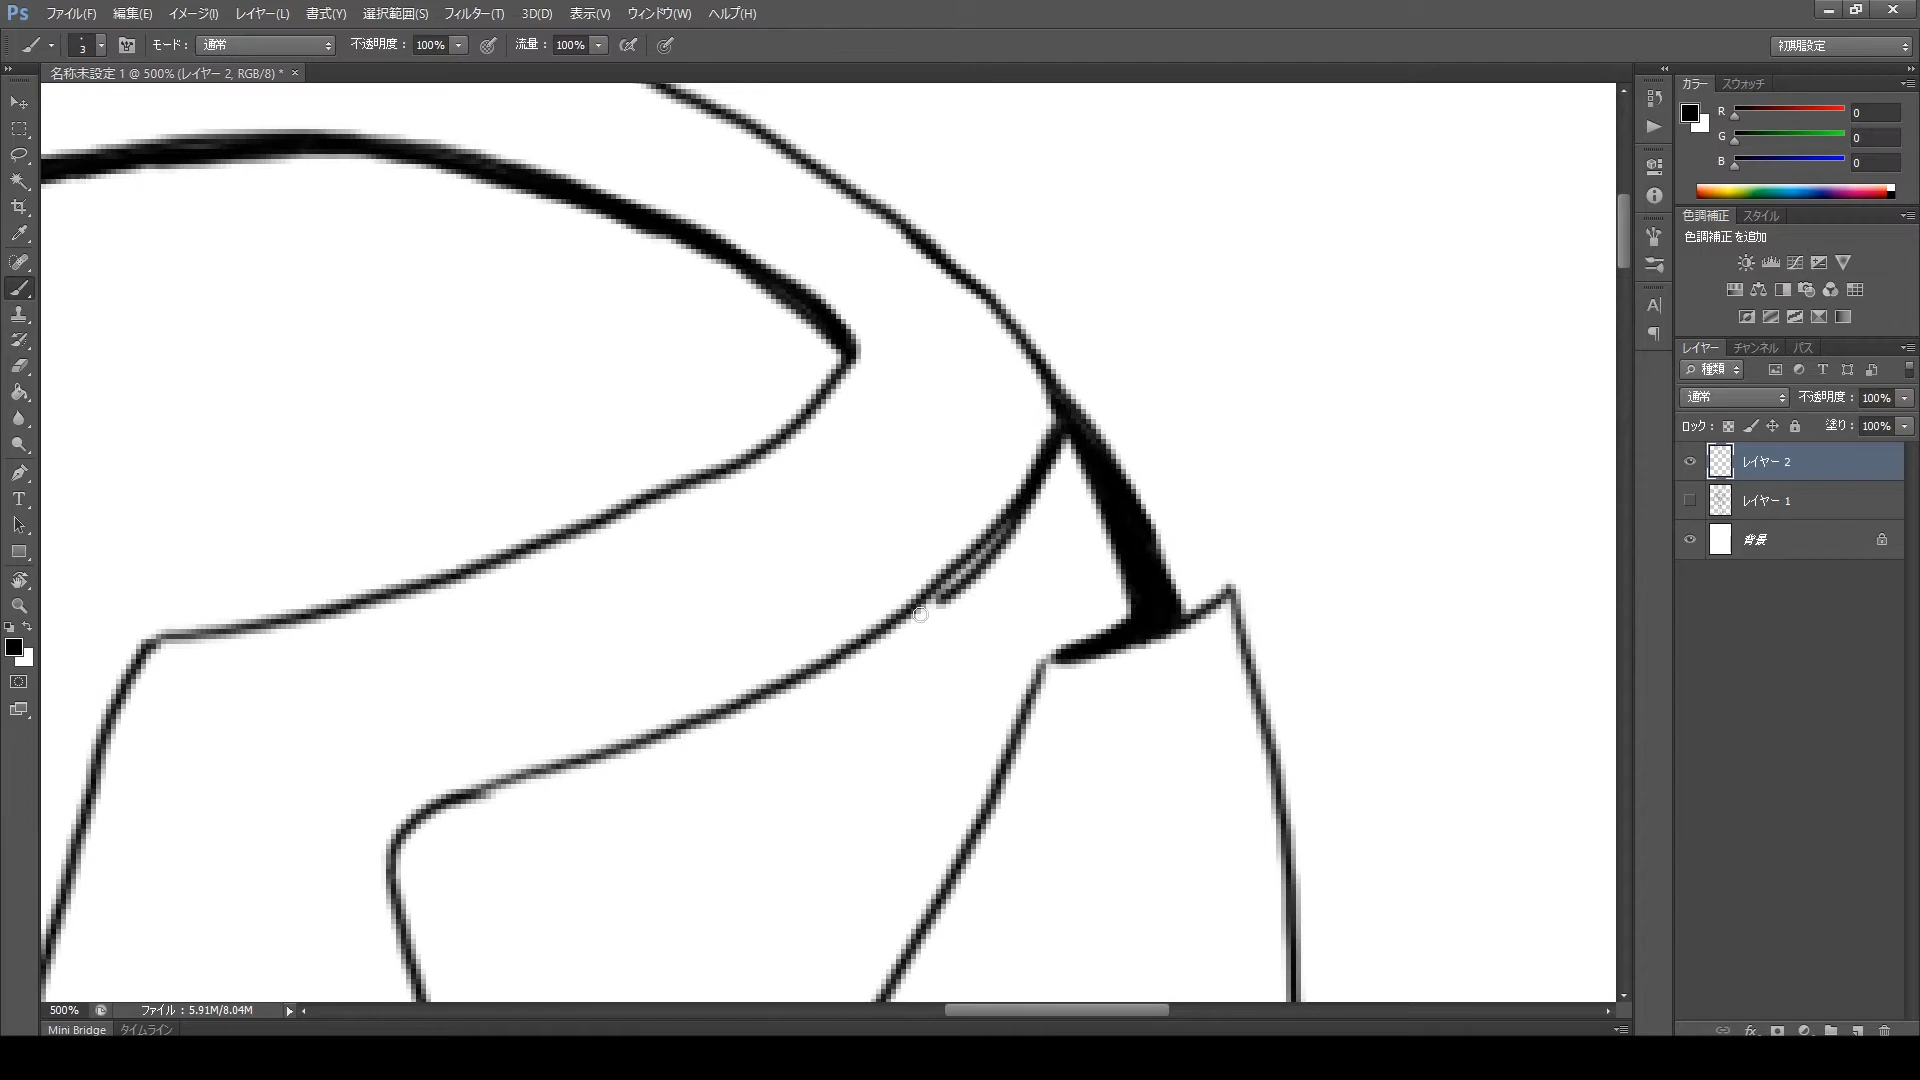 Ps ファイル(F) 編集(E) イメージ(I) レイヤー(L) 書式(Y) 選択範囲(S) フィルター(T) 3D(D) 表示(V) ウィンドウ(W) ヘルプ(H)
3 モード： 通常 不透明度： 100% 流量： 100% 初期設定
名称未設定 1 @ 500% (レイヤー 2, RGB/8) * ×
カラー スウォッチ
R 0
G 0
B 0
色調補正 スタイル
色調補正を追加
レイヤー チャンネル パス
種類
通常 不透明度： 100%
ロック： 塗り： 100%
レイヤー 2
レイヤー 1
背景
500% ファイル：5.91M/8.04M
Mini Bridge タイムライン